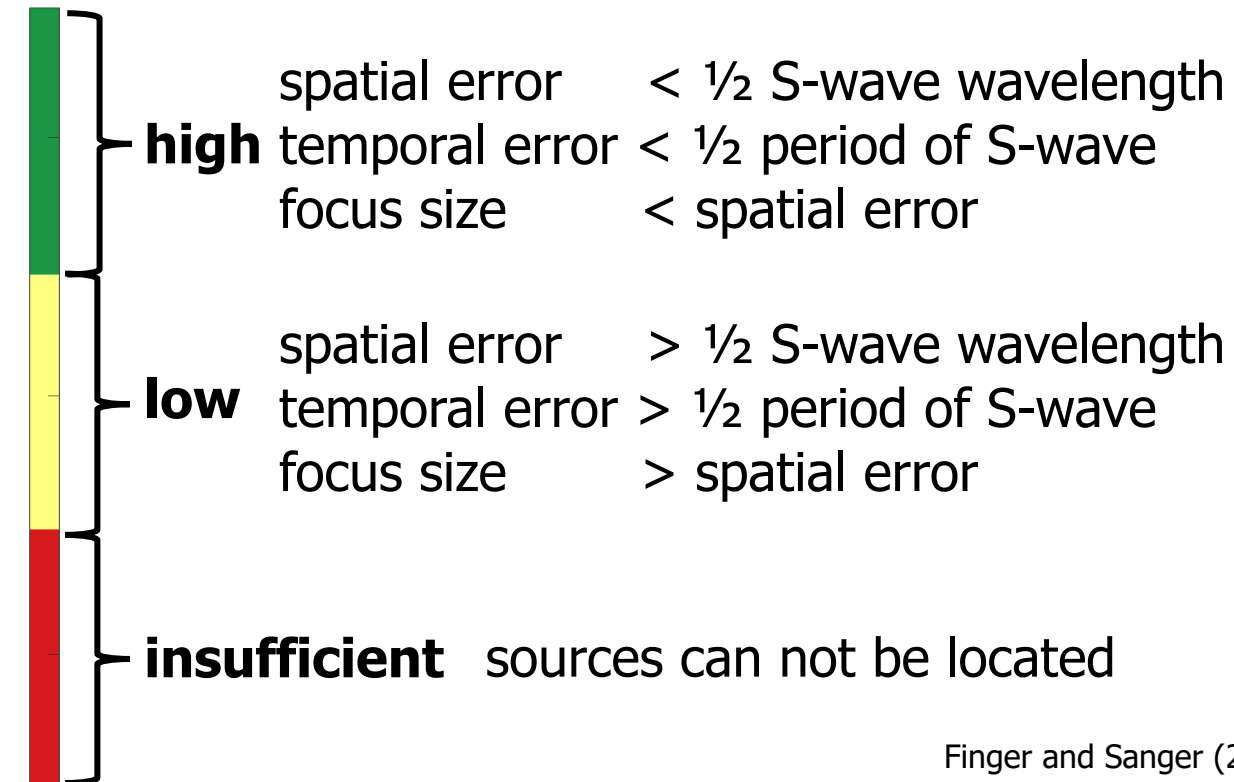 spatial error < ½ S-wave wavelength
high temporal error < ½ period of S-wave
focus size < spatial error
spatial error > ½ S-wave wavelength
low temporal error > ½ period of S-wave
focus size > spatial error
insufficient sources can not be located
Finger and Sanger (2